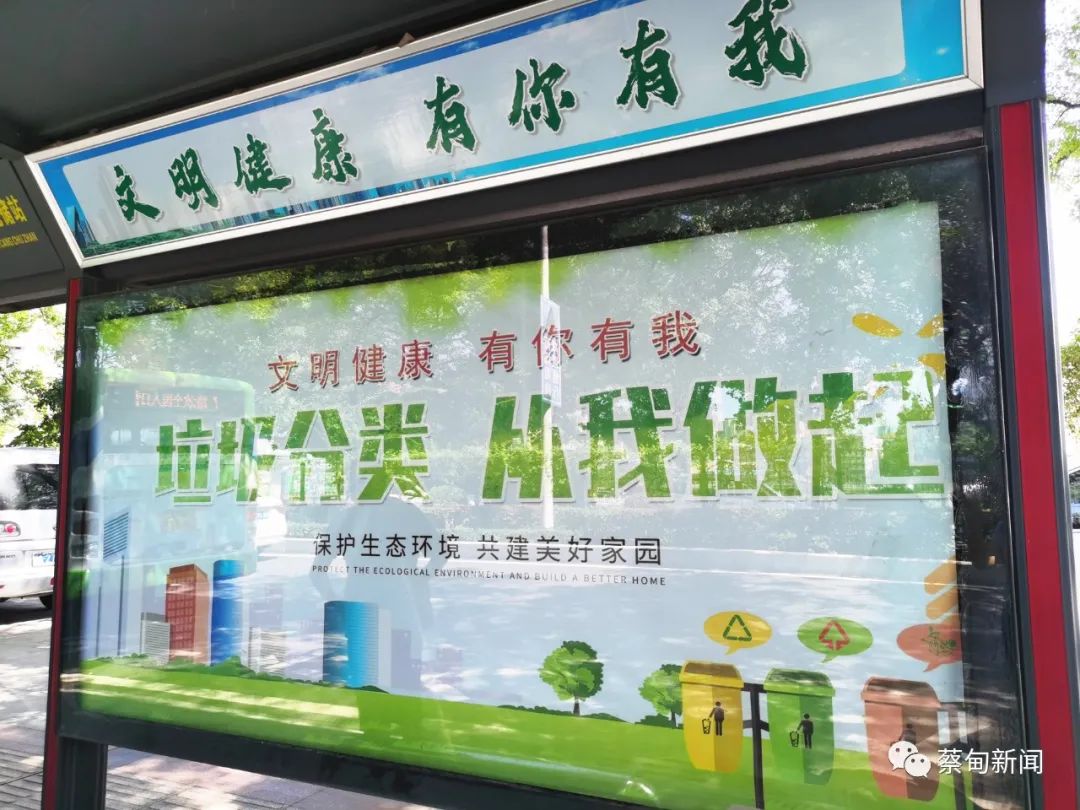 文明健康 有你有我
文明健康 有你有我
垃圾分类 从我做起
保护生态环境 共建美好家园
PROTECT THE ECOLOGICAL ENVIRONMENT AND BUILD A BETTER HOME
蔡甸新闻